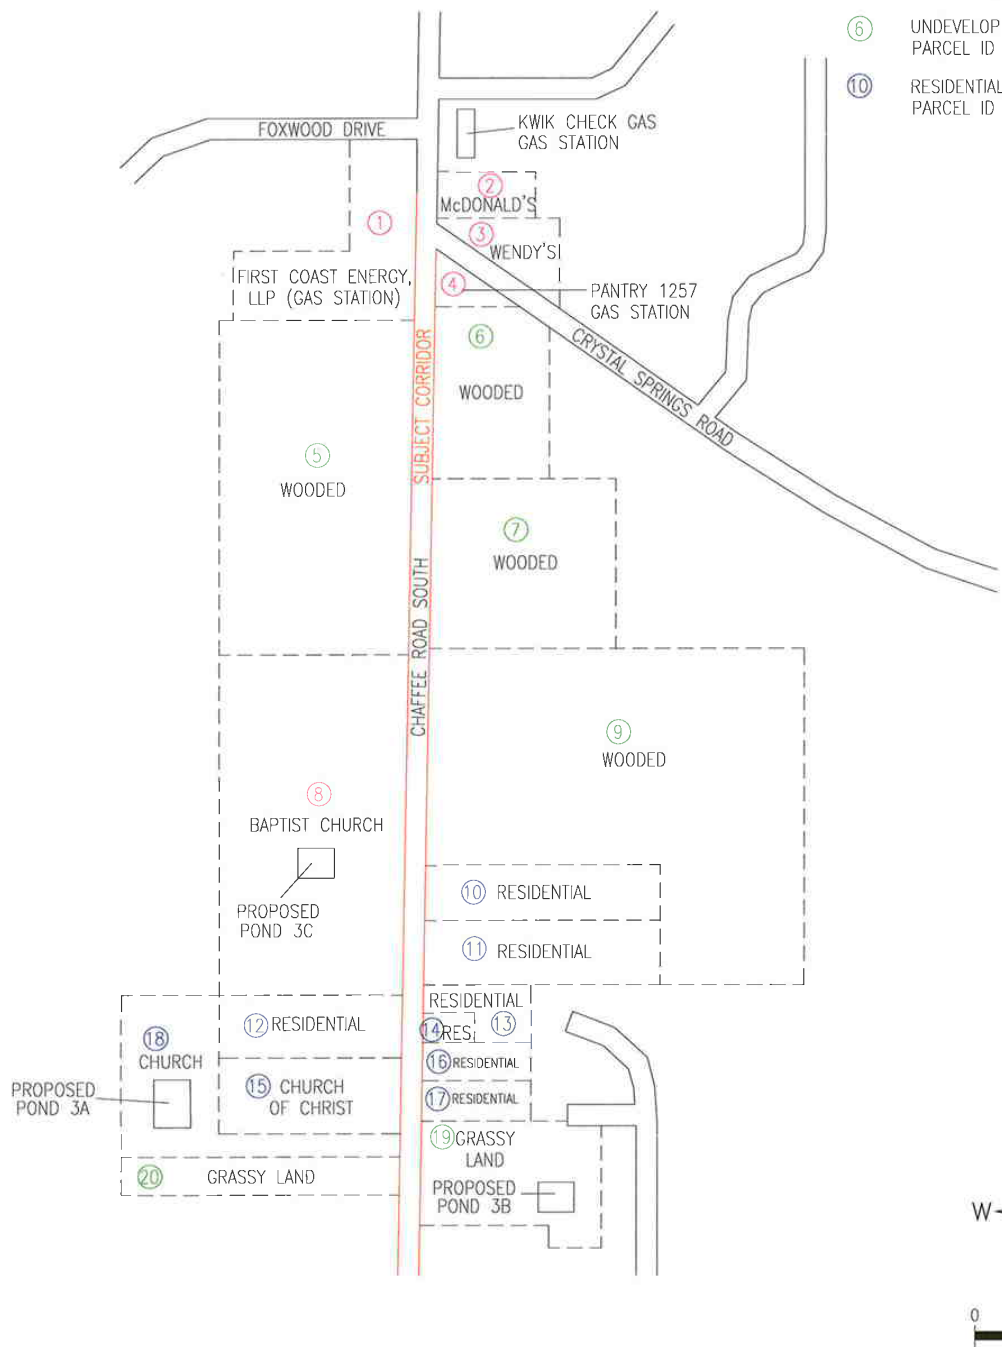 6 UNDEVELOP
PARCEL ID
10 RESIDENTIAL
PARCEL ID
FOXWOOD DRIVE
KWIK CHECK GAS
GAS STATION
2
McDONALD'S
1
3
WENDY'S
FIRST COAST ENERGY,
LLP (GAS STATION)
4
PANTRY 1257
GAS STATION
CRYSTAL SPRINGS ROAD
SUBJECT CORRIDOR
6
WOODED
5
WOODED
7
WOODED
CHAFFEE ROAD SOUTH
9
WOODED
8
BAPTIST CHURCH
PROPOSED
POND 3C
10 RESIDENTIAL
11 RESIDENTIAL
RESIDENTIAL
13
12 RESIDENTIAL
14 RES
18
CHURCH
16 RESIDENTIAL
PROPOSED
POND 3A
15 CHURCH
OF CHRIST
17 RESIDENTIAL
19 GRASSY
LAND
20 GRASSY LAND
PROPOSED
POND 3B
W
0